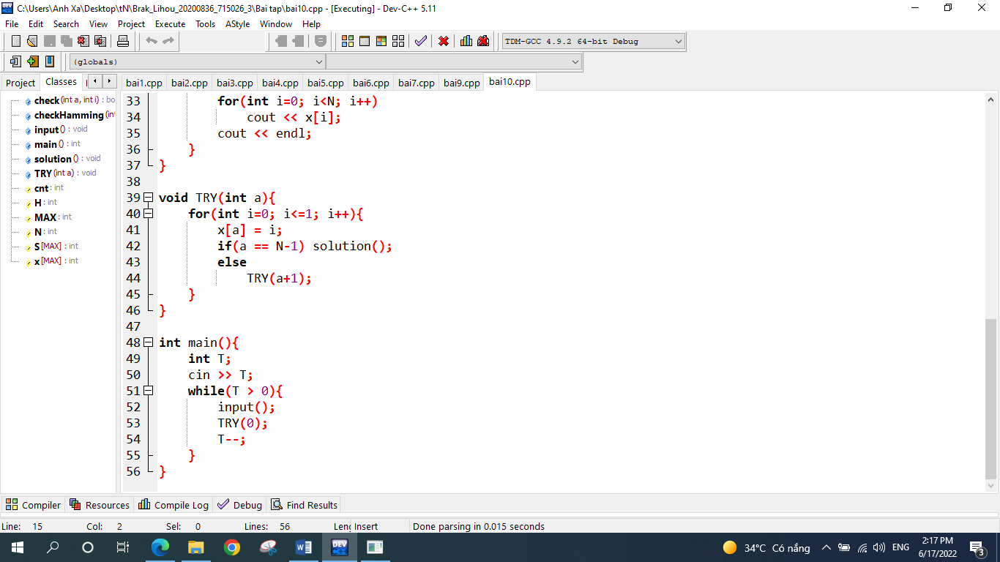 C:\Users\Anh Xa\Desktop\tN\Brak_Lihou_20200836_715026_3\Bai tap\bai10.cpp - [Executing] - Dev-C++ 5.11
File Edit Search View Project Execute Tools AStyle Window Help
TDM-GCC 4.9.2 64-bit Debug
(globals)
Project Classes bai1.cpp bai2.cpp bai3.cpp bai4.cpp bai5.cpp bai6.cpp bai7.cpp bai9.cpp bai10.cpp
check (int a, int i) : bo
checkHamming (int
input () : void
main () : int
solution () : void
TRY (int a) : void
cnt : int
H : int
MAX : int
N : int
S [MAX] : int
x [MAX] : int
33 for(int i=0; i<N; i++)
34 cout << x[i];
35 cout << endl;
36 }
37 }
38
39 void TRY(int a){
40 for(int i=0; i<=1; i++){
41 x[a] = i;
42 if(a == N-1) solution();
43 else
44 TRY(a+1);
45 }
46 }
47
48 int main(){
49 int T;
50 cin >> T;
51 while(T > 0){
52 input();
53 TRY(0);
54 T--;
55 }
56 }
Compiler Resources Compile Log Debug Find Results
Line: 15 Col: 2 Sel: 0 Lines: 56 Leng Insert Done parsing in 0.015 seconds
34°C Có nắng ENG 2:17 PM
6/17/2022 3